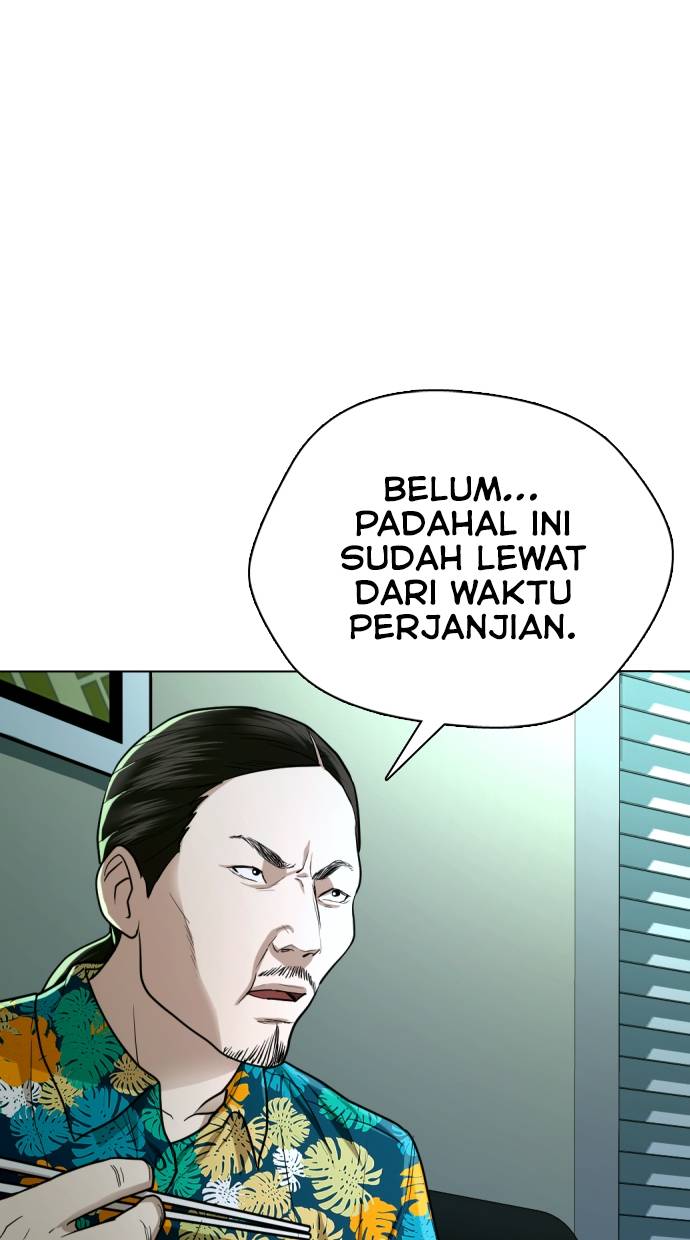 BELUM...
PADAHAL INI
SUDAH LEWAT
DARI WAKTU
PERJANJIAN.